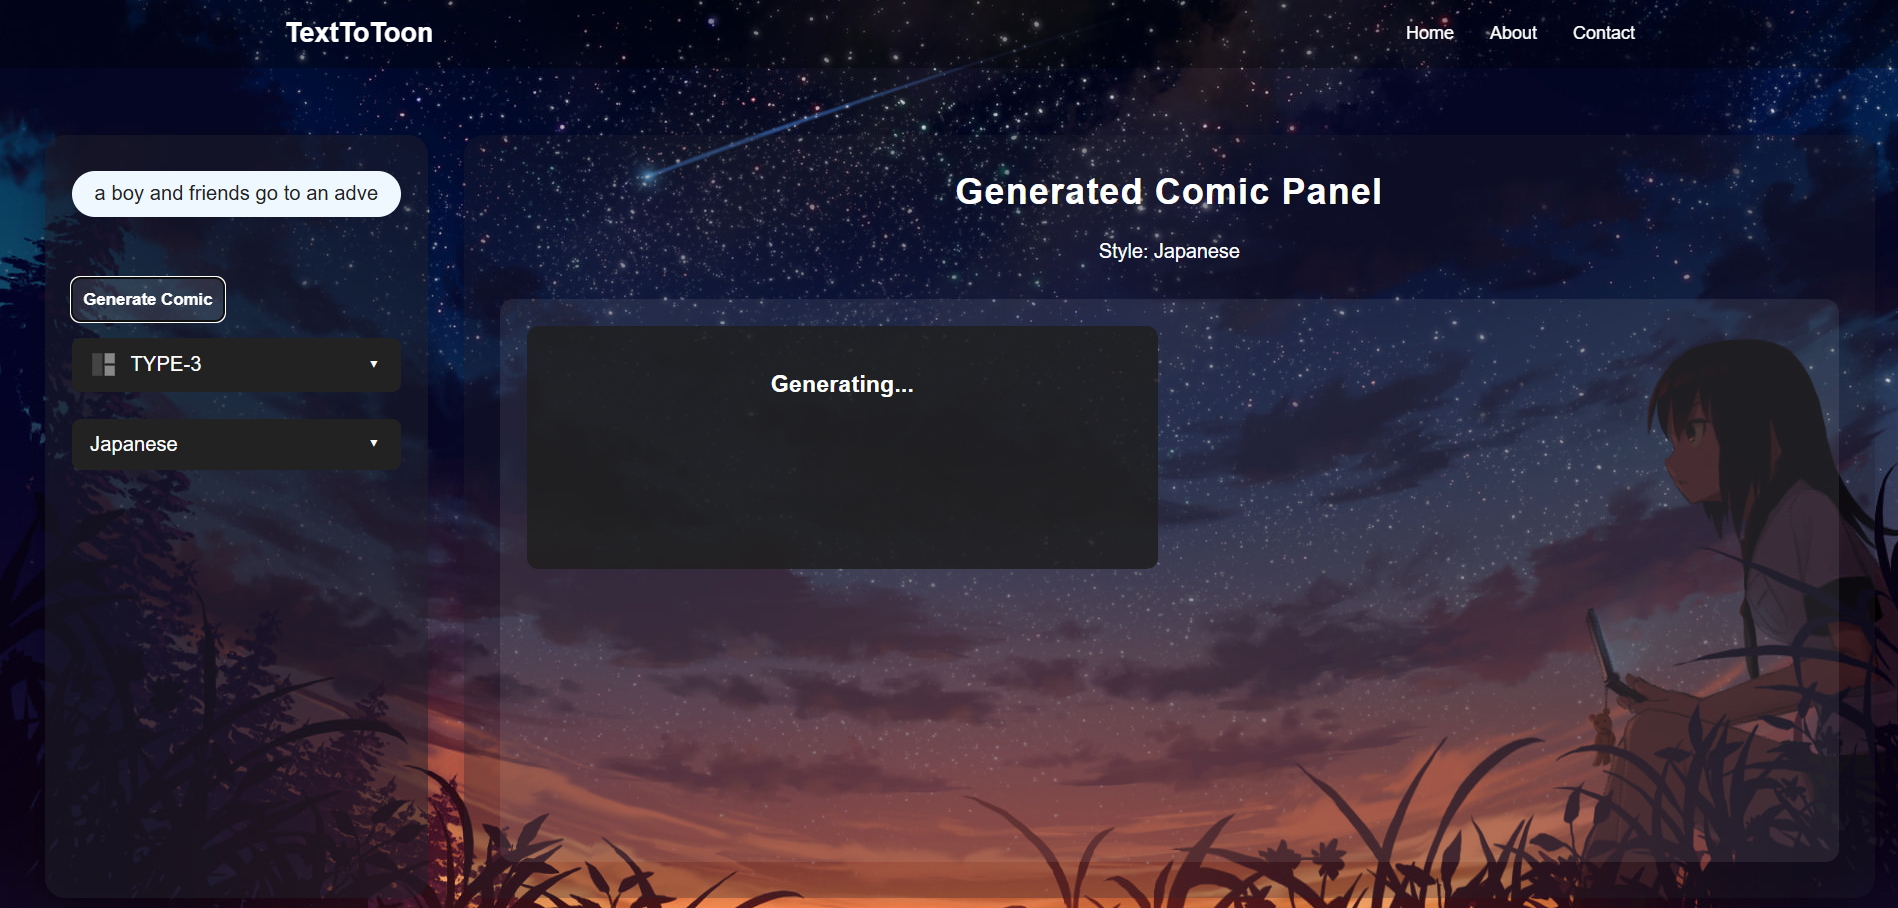 TextToToon
Home About Contact
a boy and friends go to an adve
Generate Comic
TYPE-3
Japanese
Generated Comic Panel
Style: Japanese
Generating...